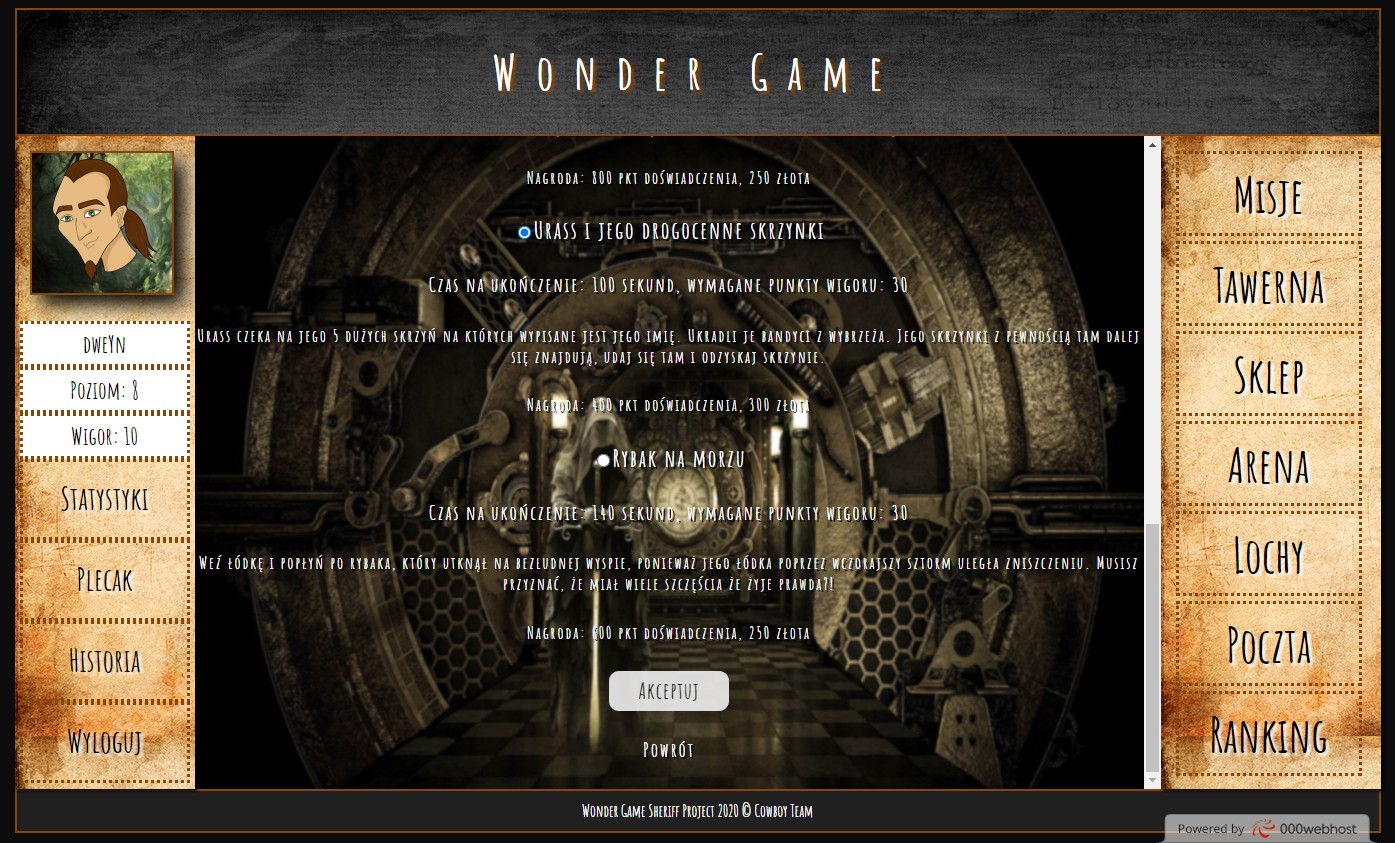 Wonder Game
dweYn
Poziom: 8
Wigor: 10
Statystyki
Plecak
Historia
Wyloguj
Nagroda: 800 pkt doświadczenia, 250 złota
Urass i jego drogocenne skrzynki
Czas na ukończenie: 100 sekund, wymagane punkty wigoru: 30
Urass czeka na jego 5 dużych skrzyń na których wypisane jest jego imię. Ukradli je bandyci z wybrzeża. Jego skrzynki z pewnością tam dalej
się znajdują, udaj się tam i odzyskaj skrzynie.
Nagroda: 400 pkt doświadczenia, 300 złota
Rybak na morzu
Czas na ukończenie: 140 sekund, wymagane punkty wigoru: 30
Weź łódkę i popłyń po rybaka, który utknął na bezludnej wyspie, ponieważ jego łódka poprzez wczorajszy sztorm uległa zniszczeniu. Musisz
przyznać, że miał wiele szczęścia że żyje prawda?!
Nagroda: 600 pkt doświadczenia, 250 złota
Akceptuj
Powrót
Misje
Tawerna
Sklep
Arena
Lochy
Poczta
Ranking
Wonder Game Sheriff Project 2020 © Cowboy Team
Powered by 000webhost